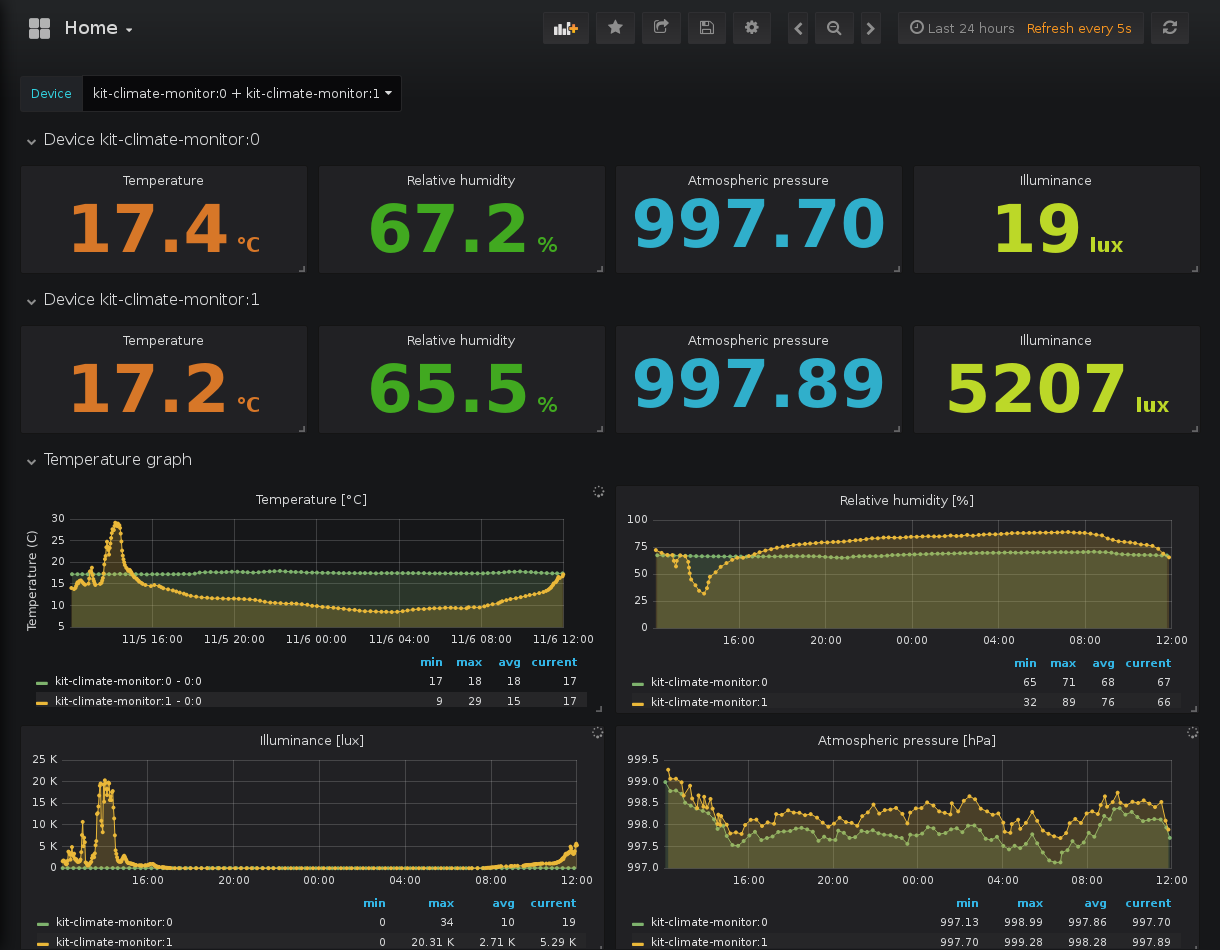 Home
Last 24 hours Refresh every 5s
Device kit-climate-monitor:0 + kit-climate-monitor:1
Device kit-climate-monitor:0
Temperature
17.4 °C
Relative humidity
67.2 %
Atmospheric pressure
997.70
Illuminance
19 lux
Device kit-climate-monitor:1
Temperature
17.2 °C
Relative humidity
65.5 %
Atmospheric pressure
997.89
Illuminance
5207 lux
Temperature graph
Temperature [°C]
Temperature (C)
30
25
20
15
10
5
11/5 16:00 11/5 20:00 11/6 00:00 11/6 04:00 11/6 08:00 11/6 12:00
min max avg current
kit-climate-monitor:0 - 0:0 17 18 18 17
kit-climate-monitor:1 - 0:0 9 29 15 17
Relative humidity [%]
100
75
50
25
0
16:00 20:00 00:00 04:00 08:00 12:00
min max avg current
kit-climate-monitor:0 65 71 68 67
kit-climate-monitor:1 32 89 76 66
Illuminance [lux]
25 K
20 K
15 K
10 K
5 K
0
16:00 20:00 00:00 04:00 08:00 12:00
min max avg current
kit-climate-monitor:0 0 34 10 19
kit-climate-monitor:1 0 20.31 K 2.71 K 5.29 K
Atmospheric pressure [hPa]
999.5
999.0
998.5
998.0
997.5
997.0
16:00 20:00 00:00 04:00 08:00 12:00
min max avg current
kit-climate-monitor:0 997.13 998.99 997.86 997.70
kit-climate-monitor:1 997.70 999.28 998.28 997.89